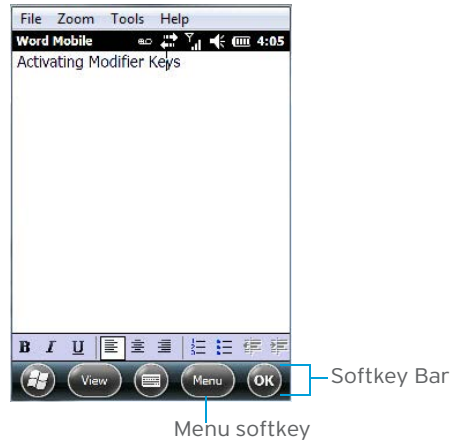 File Zoom Tools Help
Word Mobile 4:05
Activating Modifier Keys
B I U
View Menu OK
Softkey Bar
Menu softkey